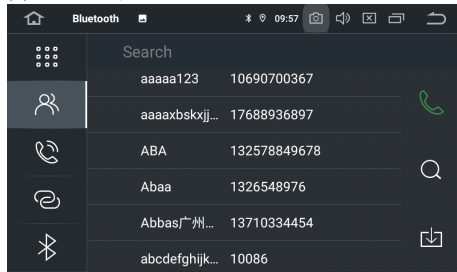 Bluetooth 09:57
Search
aaaaa123 10690700367
aaaaxbskxjj... 17688936897
ABA 132578849678
Abaa 1326548976
Abbas广州... 13710334454
abcdefghijk... 10086